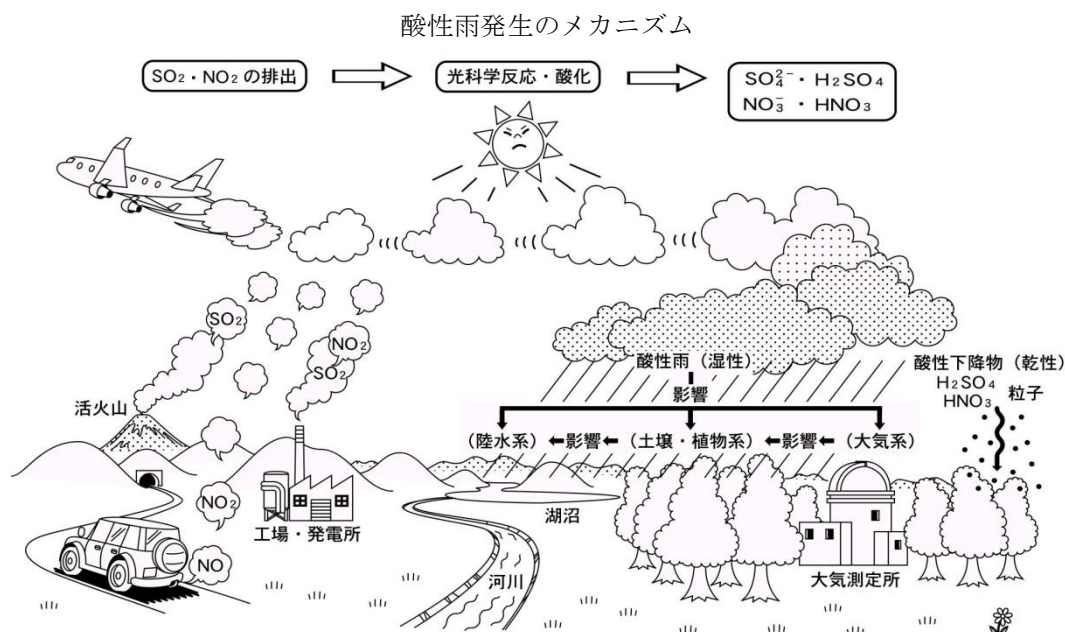 酸性雨発生のメカニズム
SO₂・NO₂の排出
光科学反応・酸化
SO₄²⁻・H₂SO₄
NO₃⁻・HNO₃
SO₂
NO₂
SO₂
活火山
酸性雨（湿性）
影響
酸性下降物（乾性）
H₂SO₄
HNO₃
粒子
（陸水系）←影響←（土壌・植物系）←影響←（大気系）
NO₂
NO
工場・発電所
湖沼
河川
大気測定所